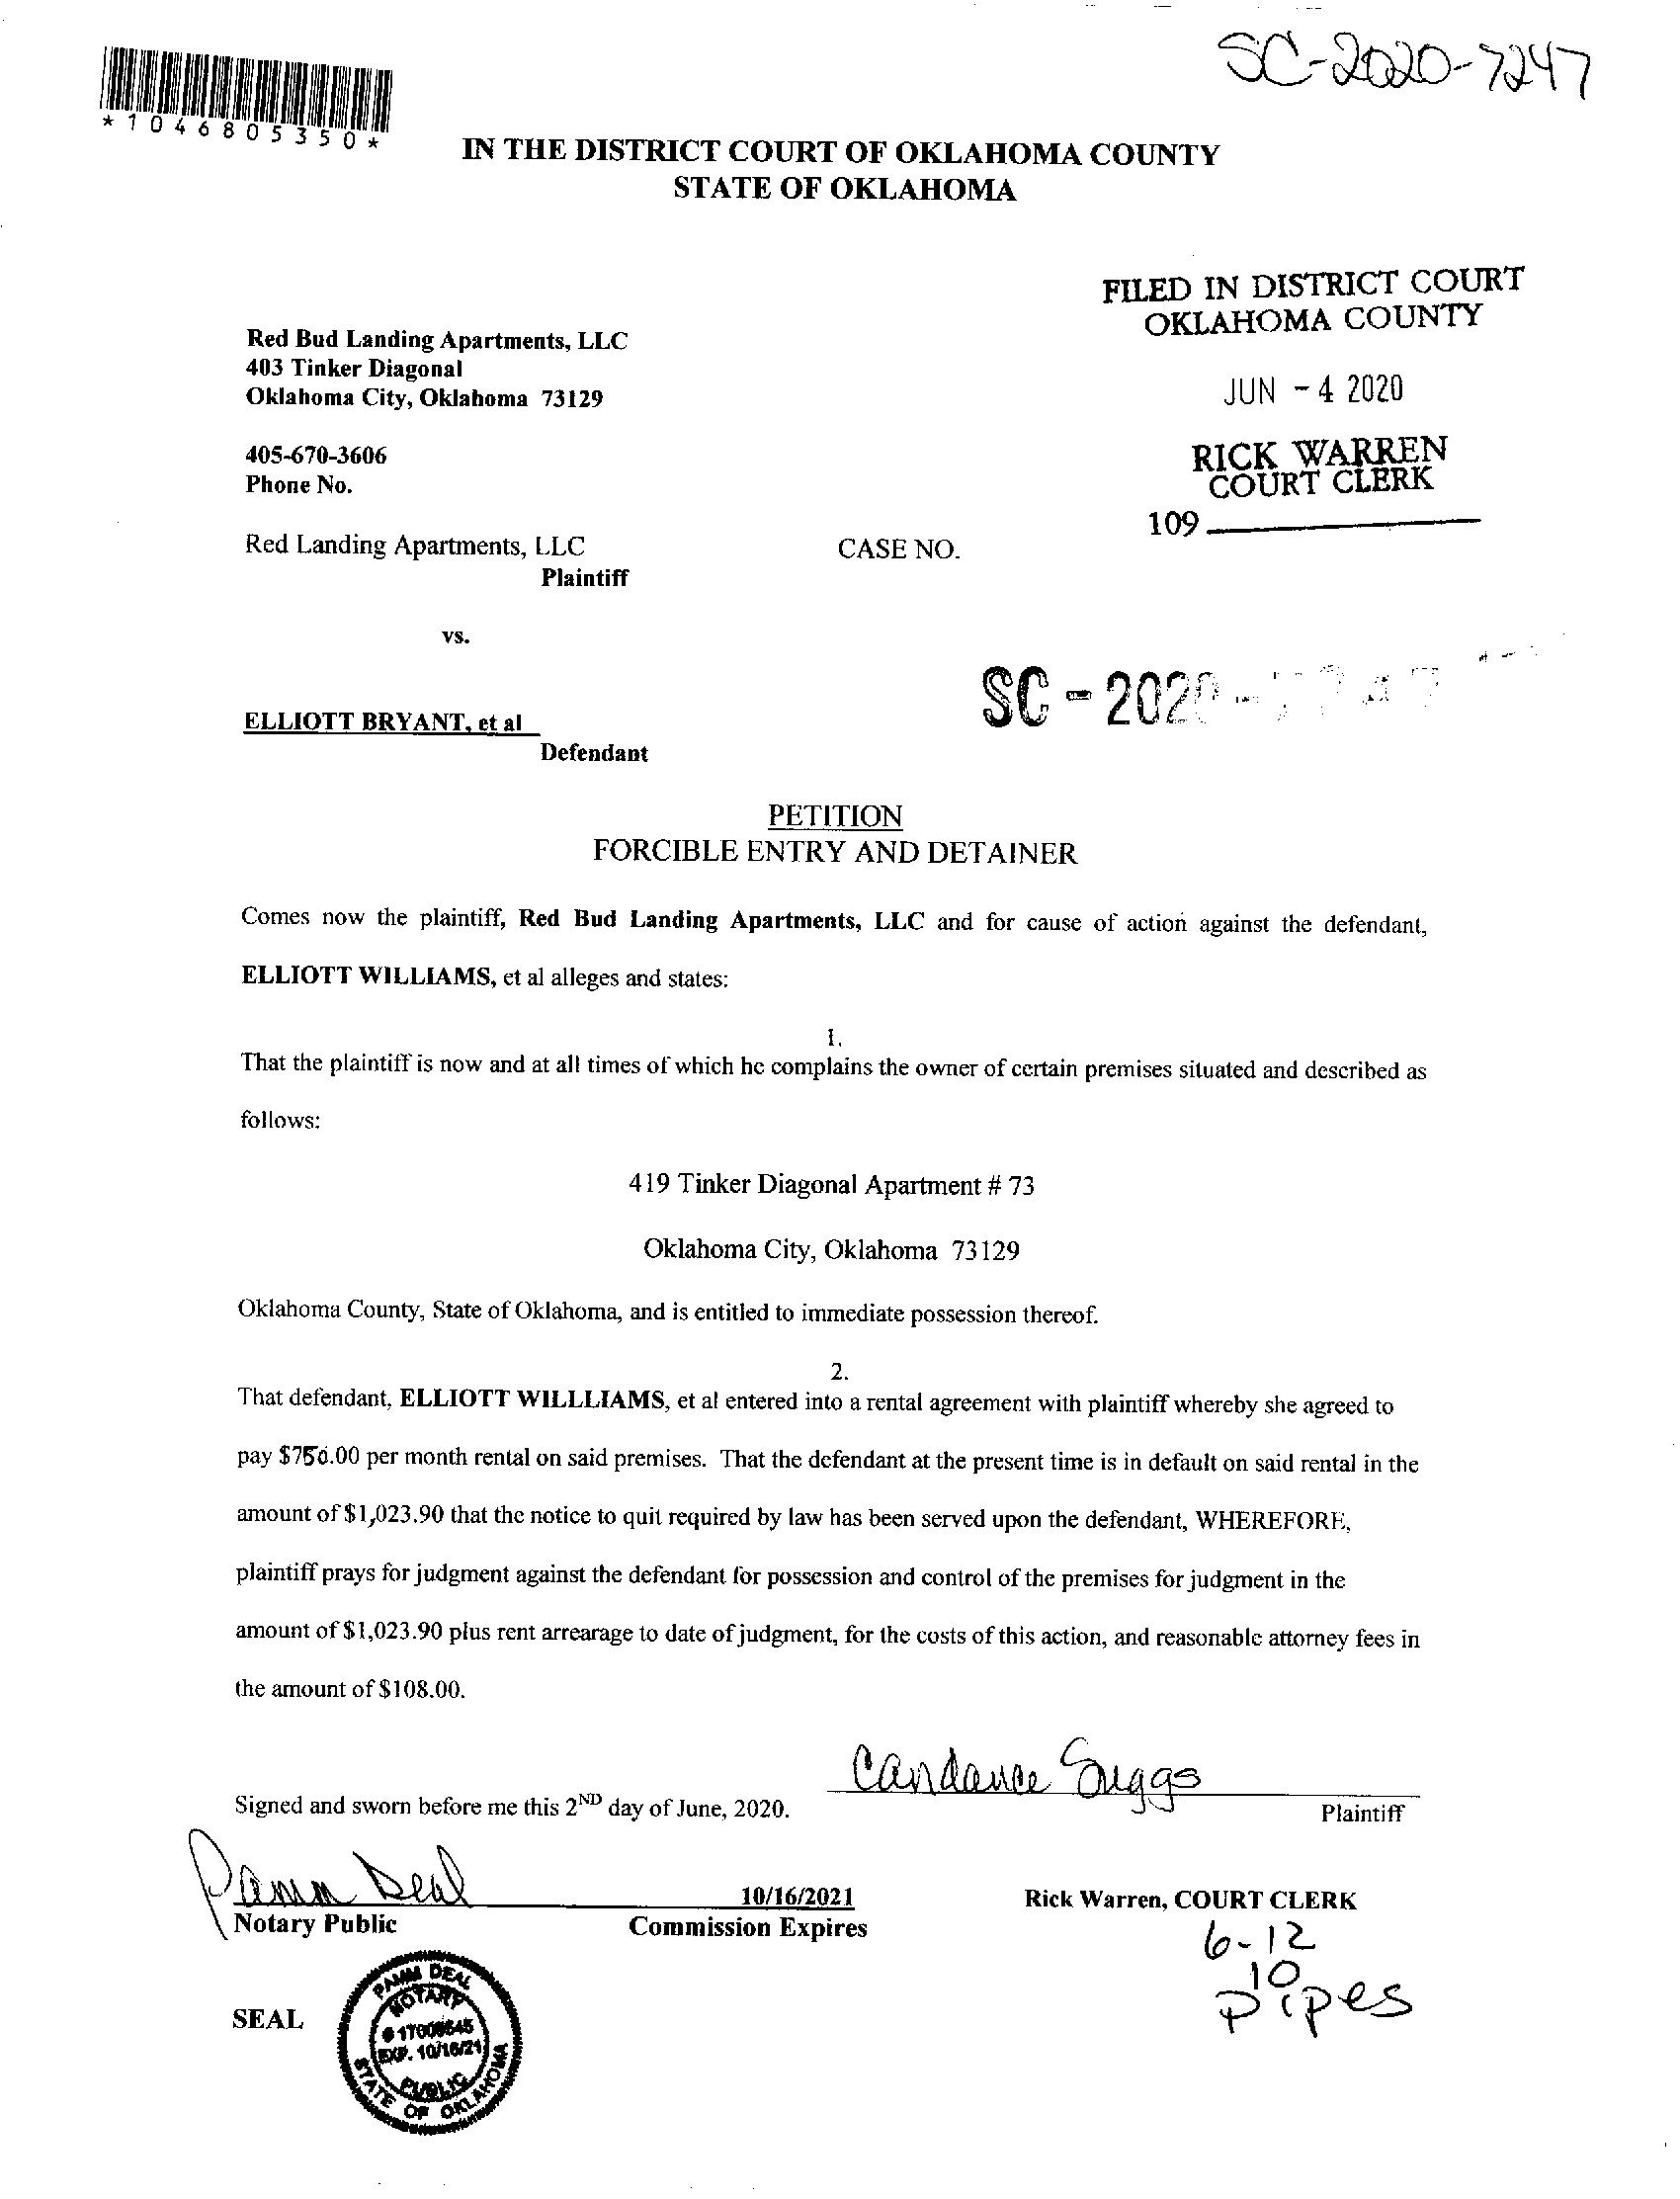 SC-2020-7247
*1046805350*
IN THE DISTRICT COURT OF OKLAHOMA COUNTY
STATE OF OKLAHOMA
FILED IN DISTRICT COURT
OKLAHOMA COUNTY
Red Bud Landing Apartments, LLC
403 Tinker Diagonal
Oklahoma City, Oklahoma 73129
JUN - 4 2020
405-670-3606
Phone No.
RICK WARREN
COURT CLERK
109
Red Landing Apartments, LLC
CASE NO.
Plaintiff
vs.
SC - 2020 - 7247
ELLIOTT BRYANT, et al
Defendant
PETITION
FORCIBLE ENTRY AND DETAINER
Comes now the plaintiff, Red Bud Landing Apartments, LLC and for cause of action against the defendant,
ELLIOTT WILLIAMS, et al alleges and states:
1.
That the plaintiff is now and at all times of which he complains the owner of certain premises situated and described as
follows:
419 Tinker Diagonal Apartment # 73
Oklahoma City, Oklahoma 73129
Oklahoma County, State of Oklahoma, and is entitled to immediate possession thereof.
2.
That defendant, ELLIOTT WILLLIAMS, et al entered into a rental agreement with plaintiff whereby she agreed to
pay $750.00 per month rental on said premises. That the defendant at the present time is in default on said rental in the
amount of $1,023.90 that the notice to quit required by law has been served upon the defendant, WHEREFORE,
plaintiff prays for judgment against the defendant for possession and control of the premises for judgment in the
amount of $1,023.90 plus rent arrearage to date of judgment, for the costs of this action, and reasonable attorney fees in
the amount of $108.00.
Candance Suggs
Signed and sworn before me this 2ND day of June, 2020.
Plaintiff
Pamm Deal
10/16/2021
Rick Warren, COURT CLERK
Notary Public
Commission Expires
6-12
10
Pipes
SEAL
PAMM DEAL
NOTARY
EXP. 10/16/21
PUBLIC
STATE OF OKLAHOMA